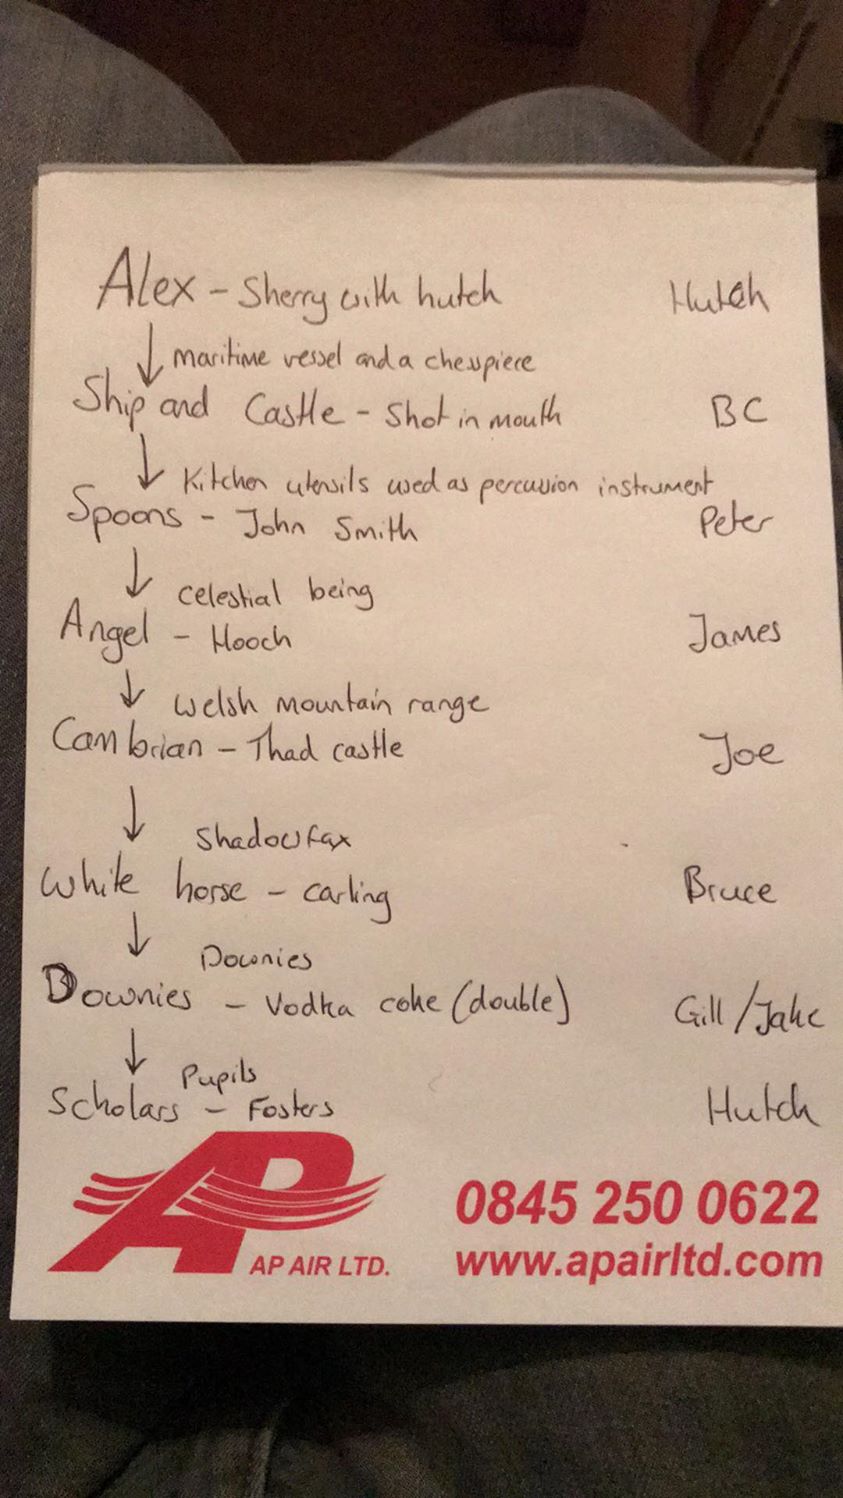 Alex - Sherry with hutch Hutch
maritime vessel and a chesspiece
Ship and Castle - Shot in mouth BC
Kitchen utensils used as percussion instrument
Spoons - John Smith Peter
celestial being
Angel - Hooch James
Welsh mountain range
Cambrian - Thad castle Joe
Shadowfax
White horse - carling Bruce
Downies
Downies - Vodka coke (double) Gill/Jake
Pupils
Scholars - Fosters Hutch
AP
AP AIR LTD.
0845 250 0622
www.apairltd.com